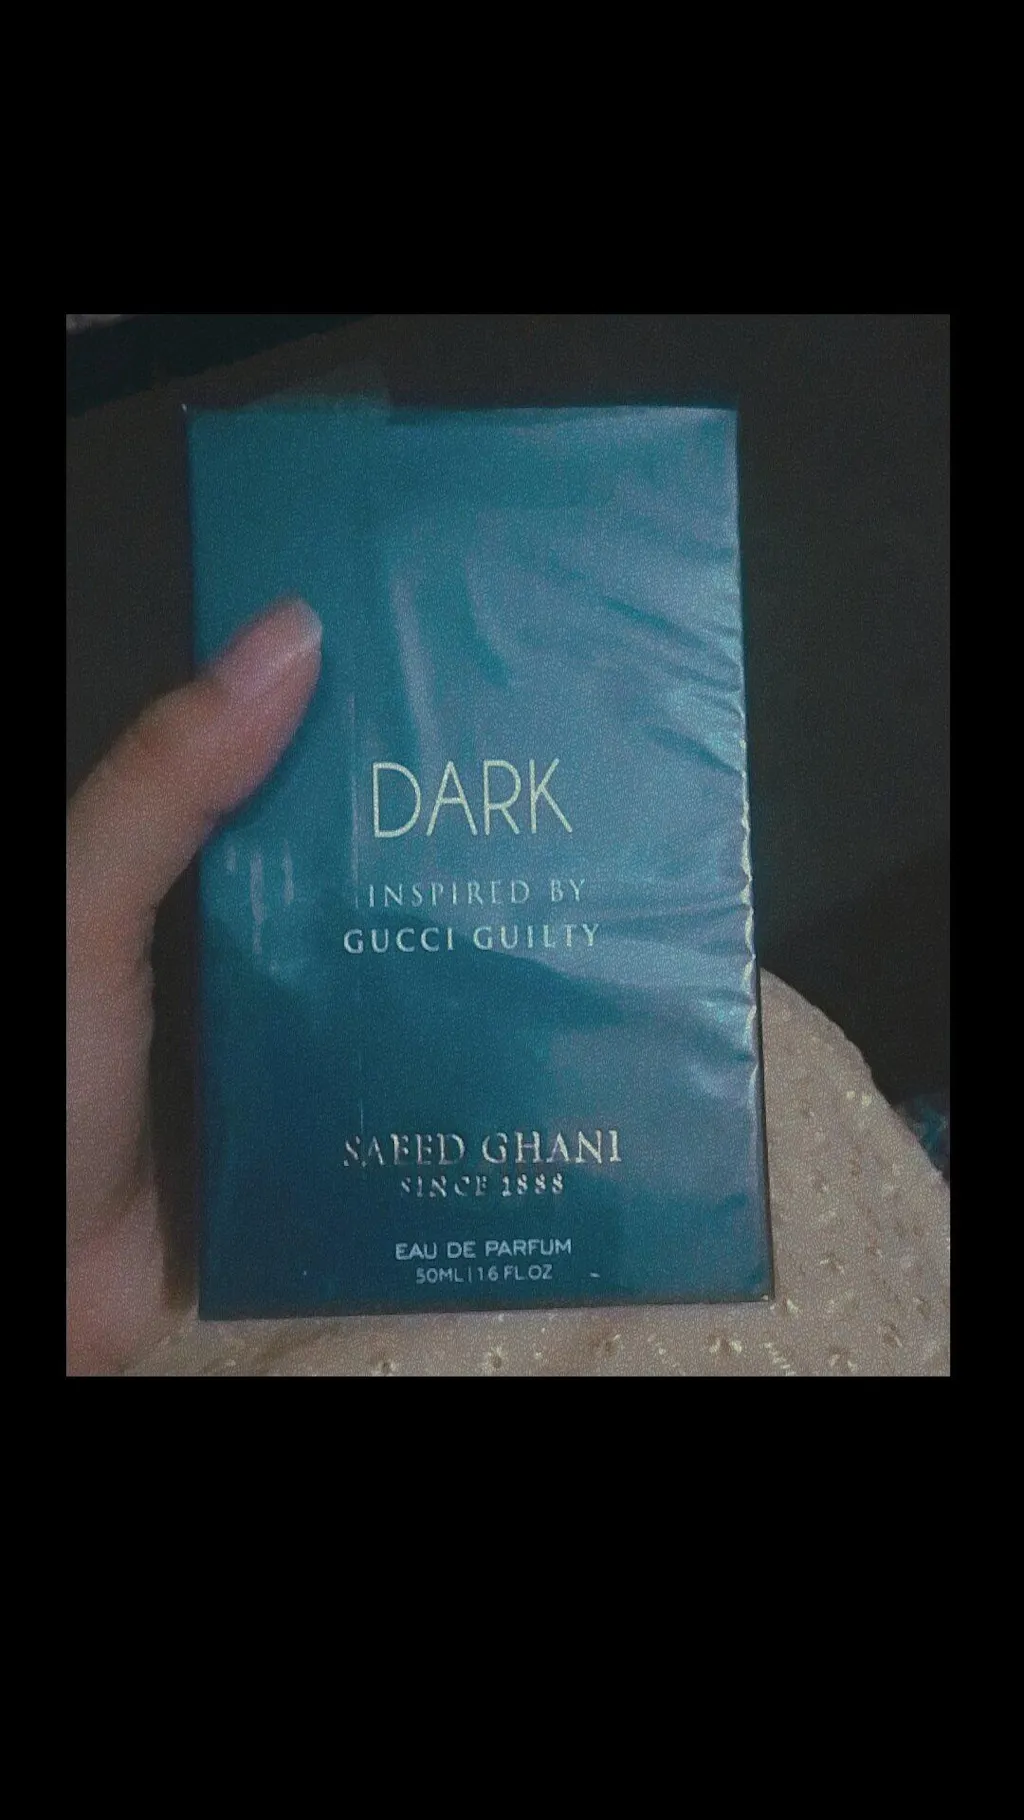 DARK
INSPIRED BY
GUCCI GUILTY
SAEED GHANI
SINCE 1888
EAU DE PARFUM
50ML|1.6 FL.OZ